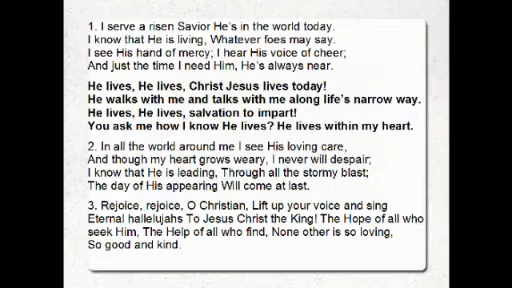 1. I serve a risen Savior He's in the world today.
I know that He is living, Whatever foes may say.
I see His hand of mercy; I hear His voice of cheer;
And just the time I need Him, He's always near.
He lives, He lives, Christ Jesus lives today!
He walks with me and talks with me along life's narrow way.
He lives, He lives, salvation to impart!
You ask me how I know He lives? He lives within my heart.
2. In all the world around me I see His loving care,
And though my heart grows weary, I never will despair;
I know that He is leading, Through all the stormy blast;
The day of His appearing Will come at last.
3. Rejoice, rejoice, O Christian, Lift up your voice and sing
Eternal hallelujahs To Jesus Christ the King! The Hope of all who
seek Him, The Help of all who find, None other is so loving,
So good and kind.